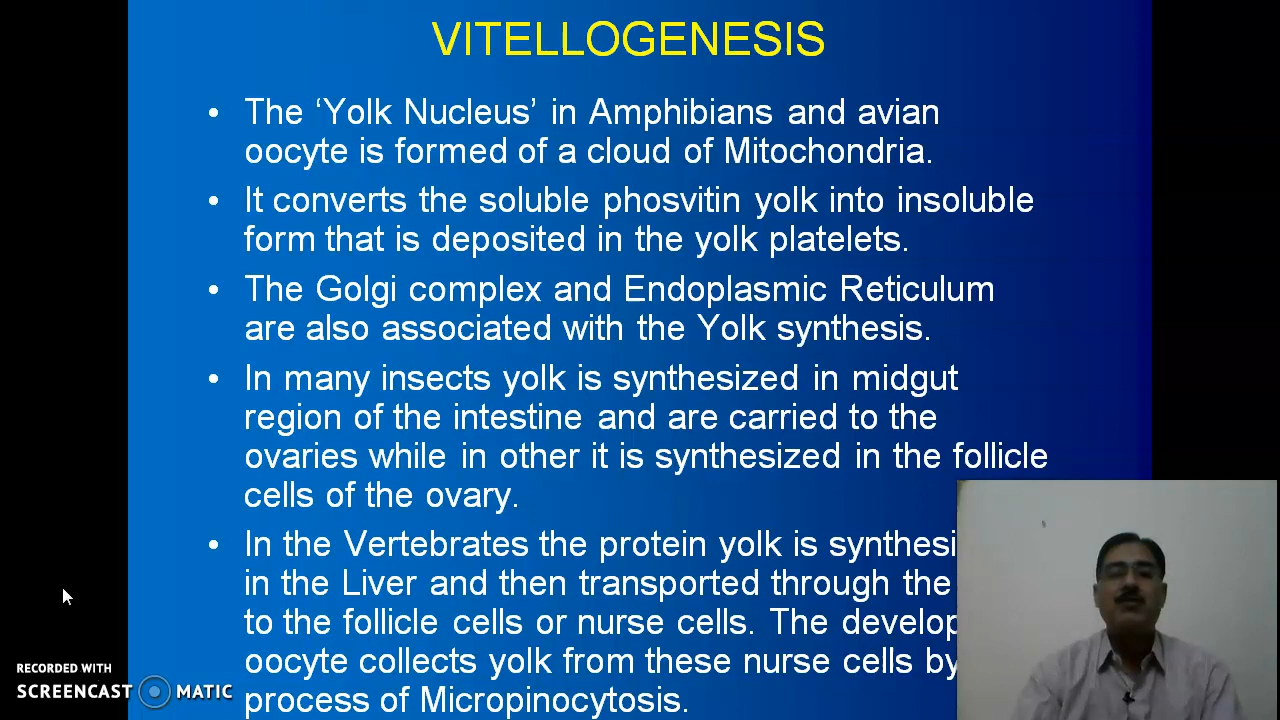 VITELLOGENESIS
• The ‘Yolk Nucleus’ in Amphibians and avian
oocyte is formed of a cloud of Mitochondria.
• It converts the soluble phosvitin yolk into insoluble
form that is deposited in the yolk platelets.
• The Golgi complex and Endoplasmic Reticulum
are also associated with the Yolk synthesis.
• In many insects yolk is synthesized in midgut
region of the intestine and are carried to the
ovaries while in other it is synthesized in the follicle
cells of the ovary.
• In the Vertebrates the protein yolk is synthesi
in the Liver and then transported through the
to the follicle cells or nurse cells. The develop
oocyte collects yolk from these nurse cells by
process of Micropinocytosis.
RECORDED WITH
SCREENCAST MATIC